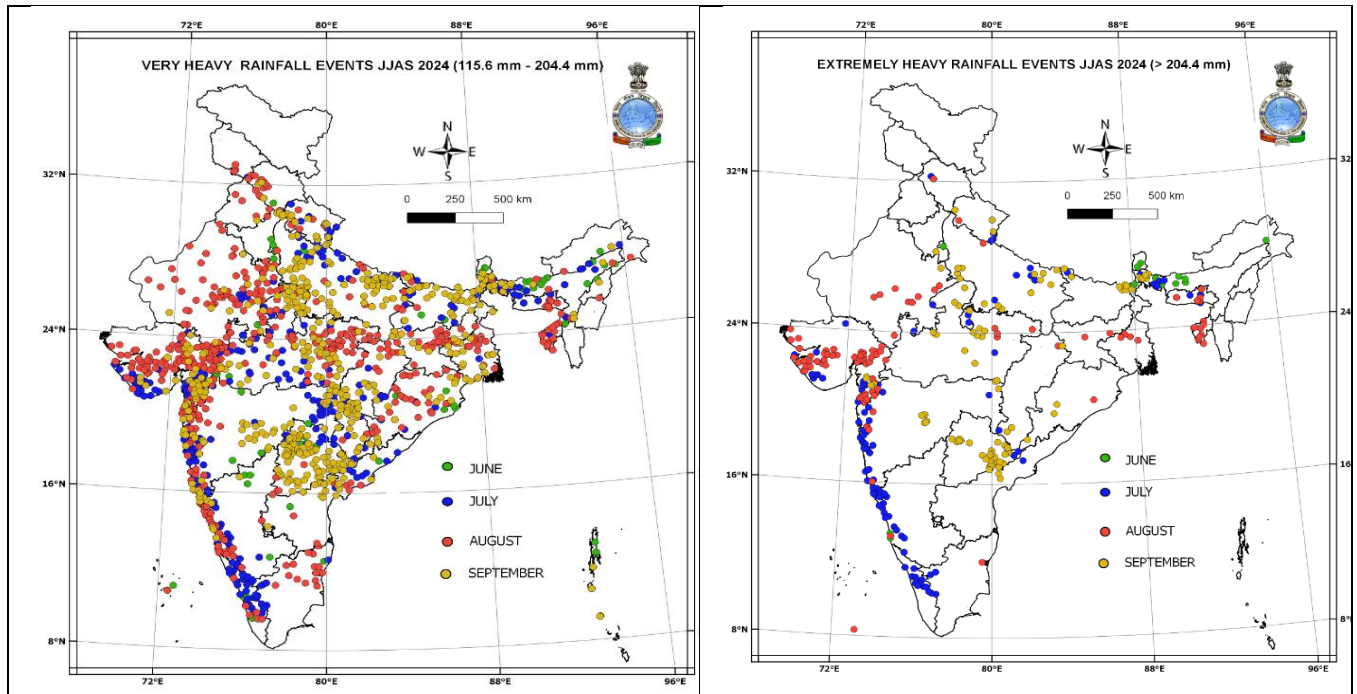 72°E 80°E 88°E 96°E
VERY HEAVY RAINFALL EVENTS JJAS 2024 (115.6 mm - 204.4 mm)
N
W E
S
0 250 500 km
32°N
24°N
16°N
8°N
JUNE
JULY
AUGUST
SEPTEMBER
72°E 80°E 88°E 96°E
72°E 80°E 88°E 96°E
EXTREMELY HEAVY RAINFALL EVENTS JJAS 2024 (> 204.4 mm)
N
W E
S
0 250 500 km
32°N 32
24°N 24
16°N 16
8°N 8°
JUNE
JULY
AUGUST
SEPTEMBER
72°E 80°E 88°E 96°E